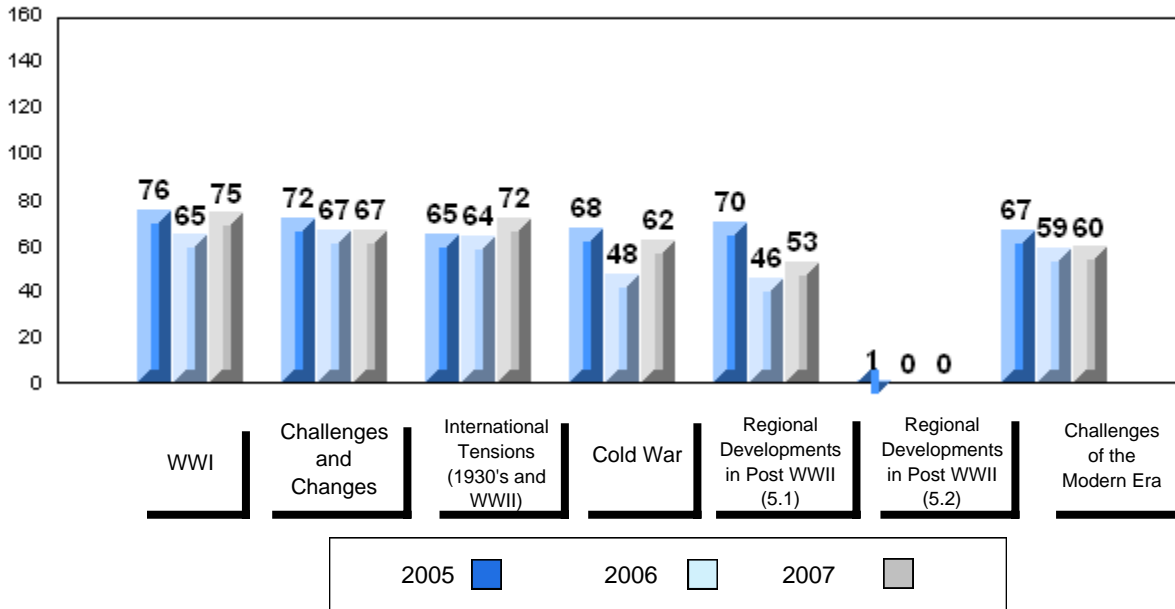 160
140
120
100
80
60
40
20
0
76
65
75
72
67
67
65
64
72
68
48
62
70
46
53
1
0
0
67
59
60
WWI
Challenges
and
Changes
International
Tensions
(1930's and
WWII)
Cold War
Regional
Developments
in Post WWII
(5.1)
Regional
Developments
in Post WWII
(5.2)
Challenges
of the
Modern Era
2005
2006
2007